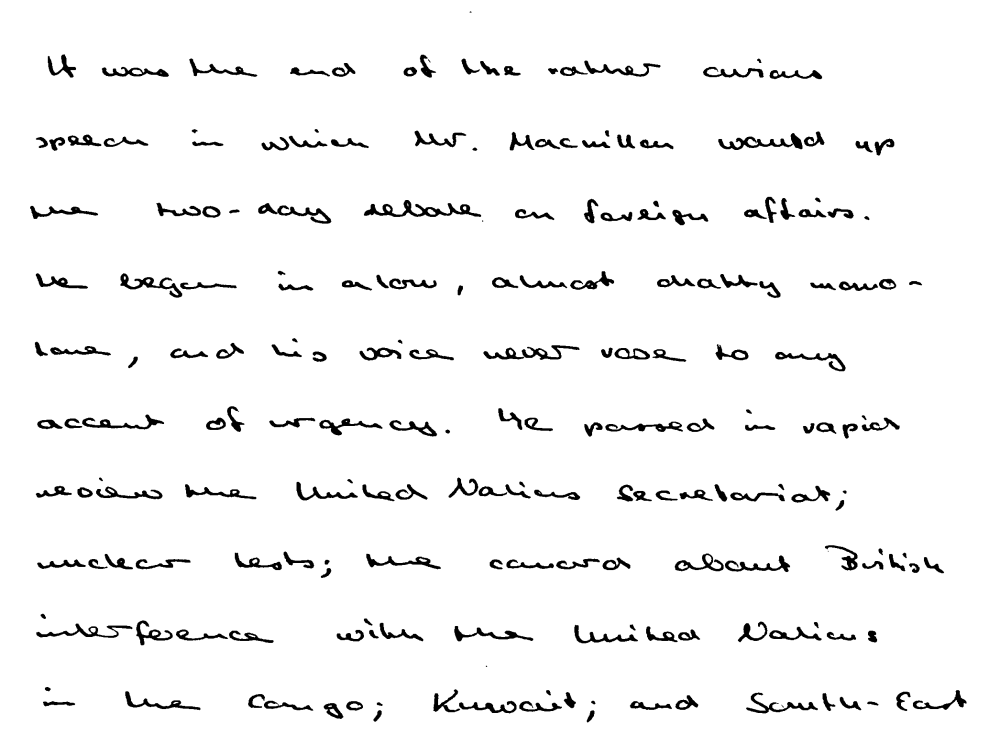 It was the end of the rather curious
speech in which Mr. Macmillan wound up
the two-day debate on foreign affairs.
He began in a low, almost chatty mono-
tone, and his voice never rose to any
accent of urgency. He passed in rapid
review the United Nations secretariat;
nuclear tests; the canard about British
interference with the United Nations
in the Congo; Kuwait; and South-East